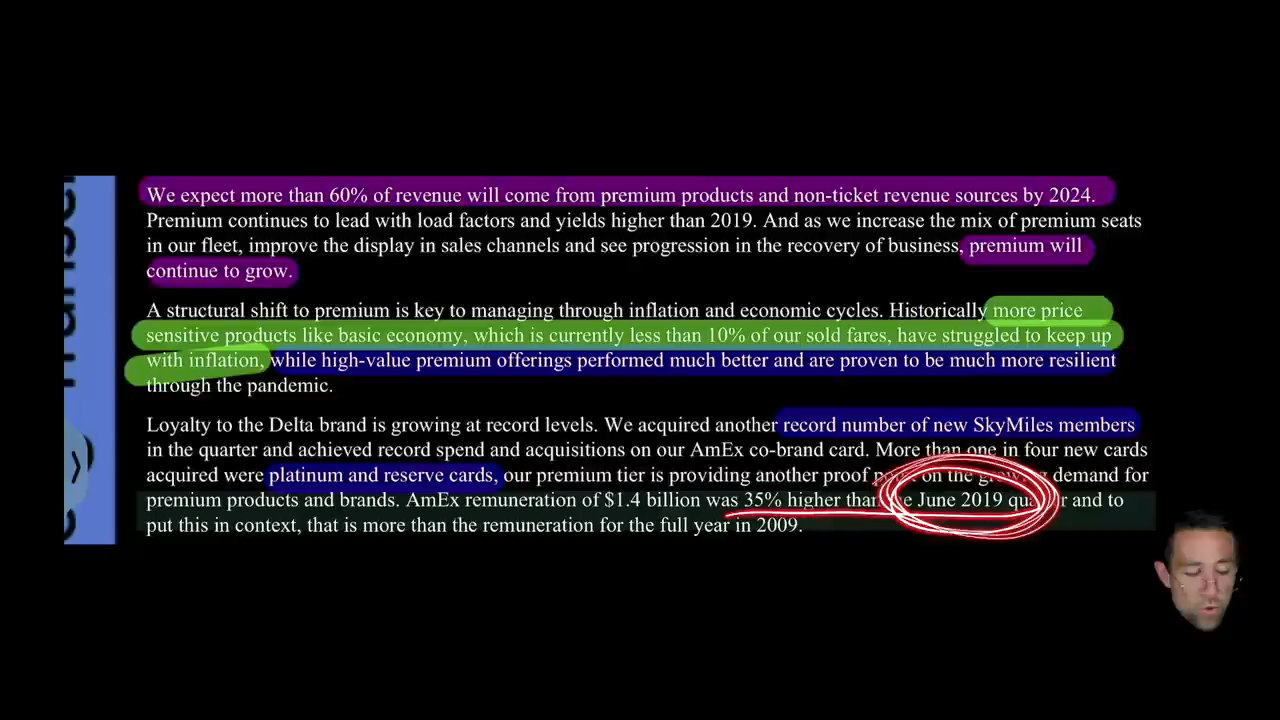 We expect more than 60% of revenue will come from premium products and non-ticket revenue sources by 2024.
Premium continues to lead with load factors and yields higher than 2019. And as we increase the mix of premium seats
in our fleet, improve the display in sales channels and see progression in the recovery of business, premium will
continue to grow.
A structural shift to premium is key to managing through inflation and economic cycles. Historically more price
sensitive products like basic economy, which is currently less than 10% of our sold fares, have struggled to keep up
with inflation, while high-value premium offerings performed much better and are proven to be much more resilient
through the pandemic.
Loyalty to the Delta brand is growing at record levels. We acquired another record number of new SkyMiles members
in the quarter and achieved record spend and acquisitions on our AmEx co-brand card. More than one in four new cards
acquired were platinum and reserve cards, our premium tier is providing another proof on the demand for
premium products and brands. AmEx remuneration of $1.4 billion was 35% higher than June 2019 and to
put this in context, that is more than the remuneration for the full year in 2009.